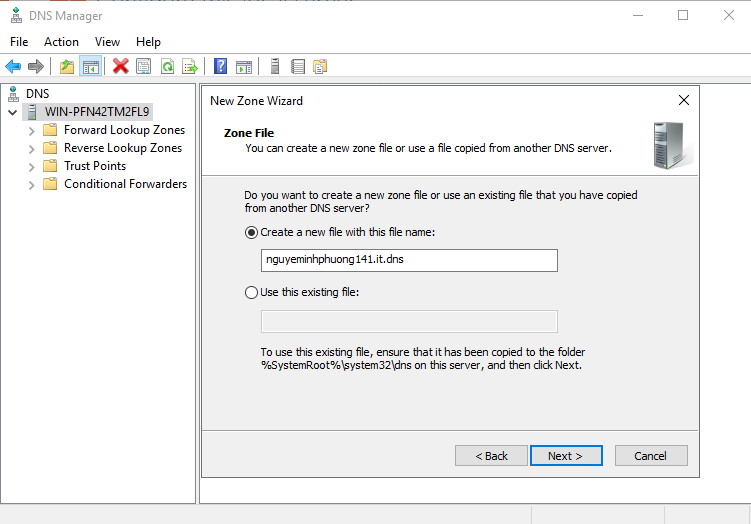 DNS Manager
File Action View Help
DNS
WIN-PFN42TM2FL9
Forward Lookup Zones
Reverse Lookup Zones
Trust Points
Conditional Forwarders
New Zone Wizard
Zone File
You can create a new zone file or use a file copied from another DNS server.
Do you want to create a new zone file or use an existing file that you have copied
from another DNS server?
Create a new file with this file name:
nguyeminhphuong141.it.dns
Use this existing file:
To use this existing file, ensure that it has been copied to the folder
%SystemRoot%\system32\dns on this server, and then click Next.
< Back Next > Cancel